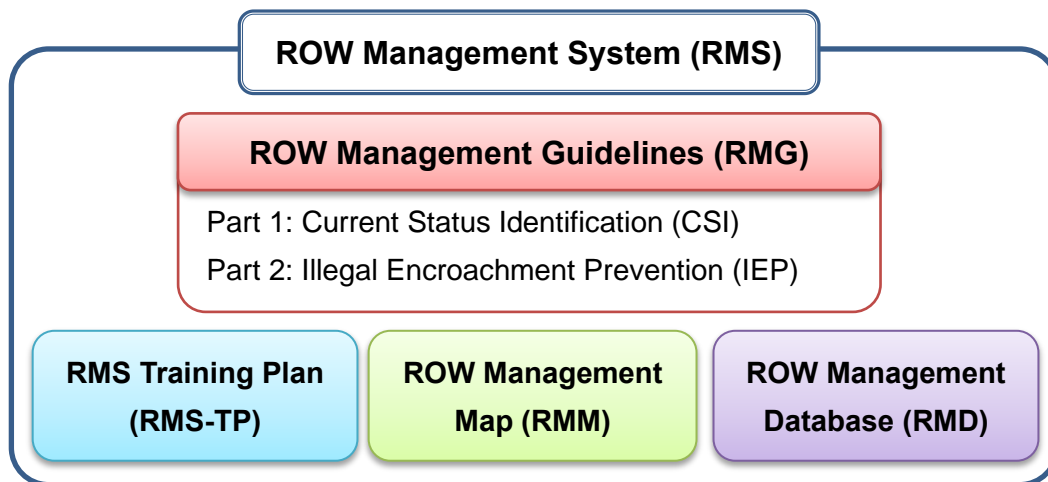 ROW Management System (RMS)
ROW Management Guidelines (RMG)
Part 1: Current Status Identification (CSI)
Part 2: Illegal Encroachment Prevention (IEP)
RMS Training Plan
(RMS-TP)
ROW Management
Map (RMM)
ROW Management
Database (RMD)